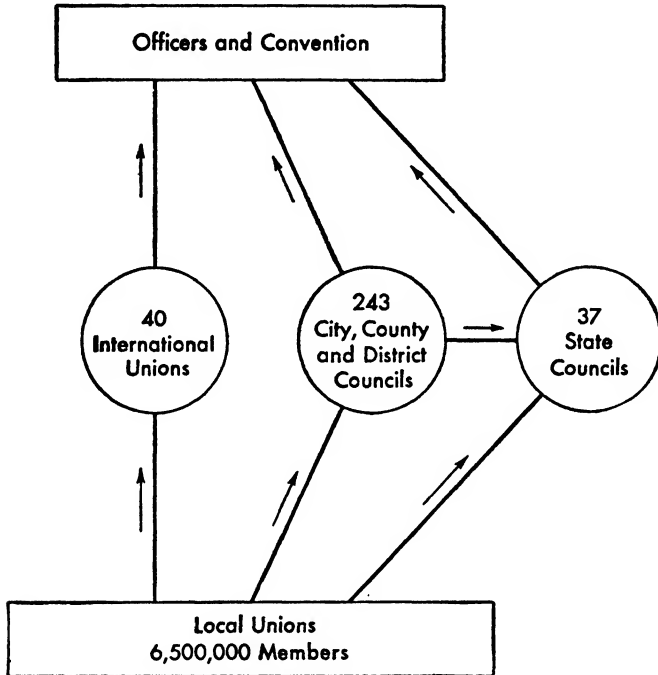 Officers and Convention
40
International
Unions
243
City, County
and District
Councils
37
State
Councils
Local Unions
6,500,000 Members